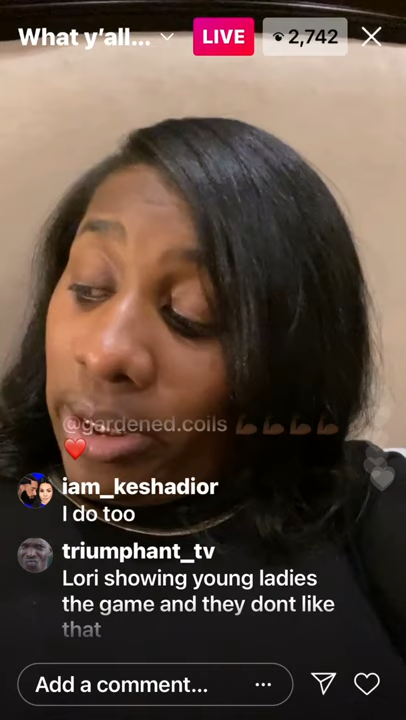 What y’all...
LIVE
2,742
@gardened.coils 💪🏿💪🏿💪🏿💪🏿
❤️
iam_keshadior
I do too
triumphant_tv
Lori showing young ladies
the game and they dont like
that
Add a comment...